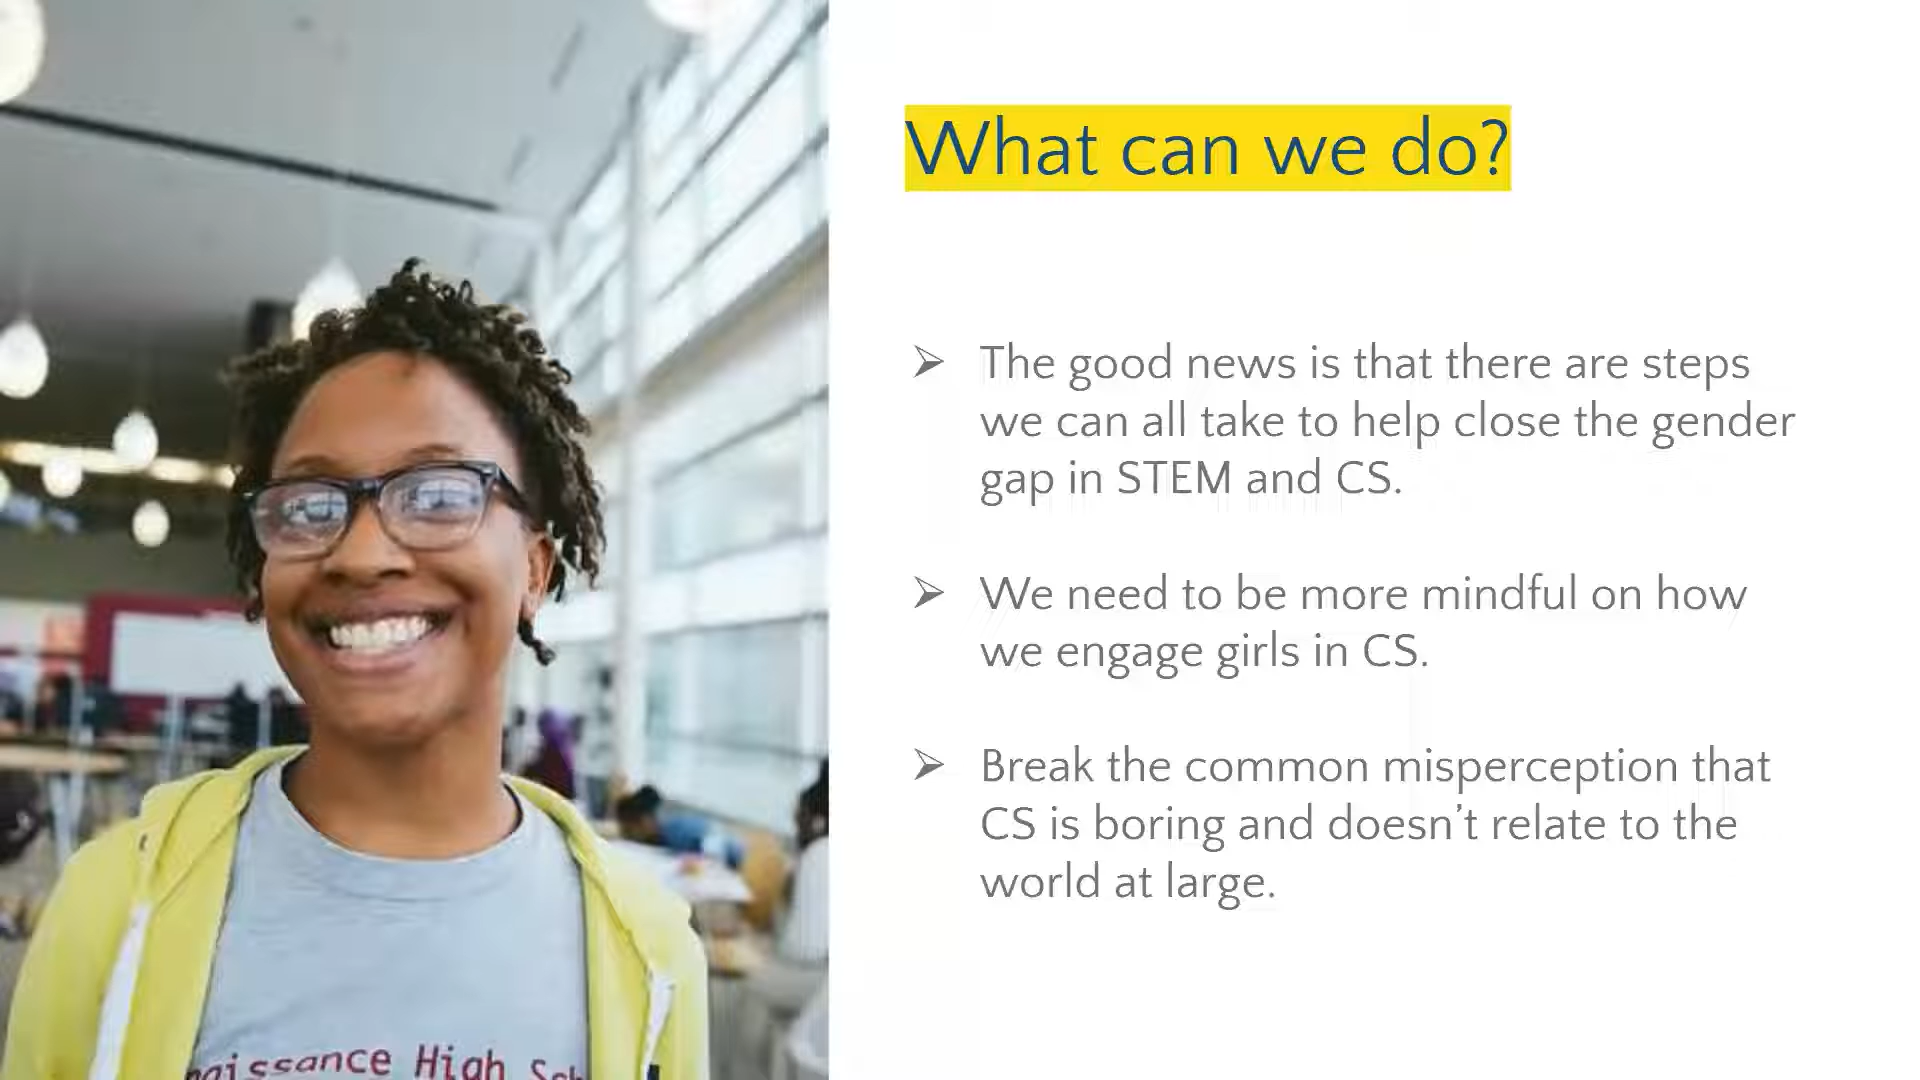 What can we do?
➢ The good news is that there are steps
we can all take to help close the gender
gap in STEM and CS.
➢ We need to be more mindful on how
we engage girls in CS.
➢ Break the common misperception that
CS is boring and doesn’t relate to the
world at large.
High